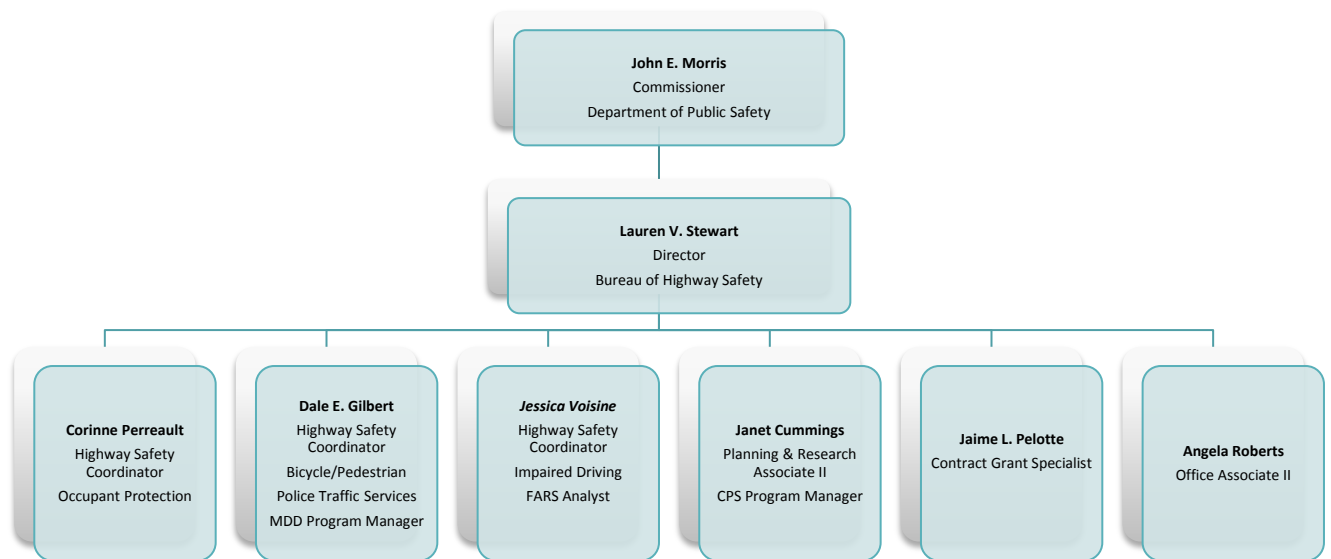 John E. Morris
Commissioner
Department of Public Safety
Lauren V. Stewart
Director
Bureau of Highway Safety
Corinne Perreault
Highway Safety
Coordinator
Occupant Protection
Dale E. Gilbert
Highway Safety
Coordinator
Bicycle/Pedestrian
Police Traffic Services
MDD Program Manager
Jessica Voisine
Highway Safety
Coordinator
Impaired Driving
FARS Analyst
Janet Cummings
Planning & Research
Associate II
CPS Program Manager
Jaime L. Pelotte
Contract Grant Specialist
Angela Roberts
Office Associate II